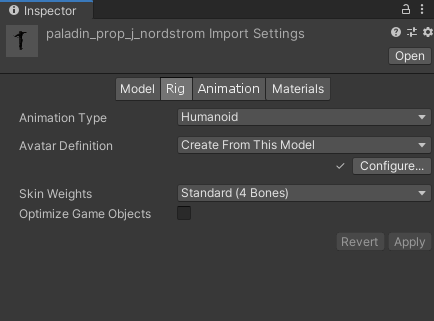 Inspector
paladin_prop_j_nordstrom Import Settings
Open
Model Rig Animation Materials
Animation Type Humanoid
Avatar Definition Create From This Model
Configure...
Skin Weights Standard (4 Bones)
Optimize Game Objects
Revert Apply